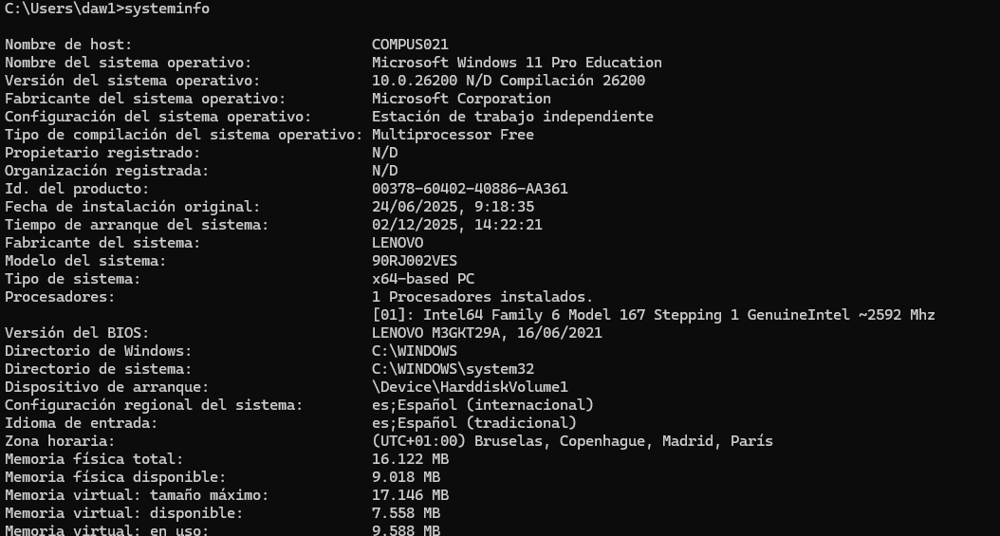 C:\Users\daw1>systeminfo
Nombre de host: COMPUS021
Nombre del sistema operativo: Microsoft Windows 11 Pro Education
Versión del sistema operativo: 10.0.26200 N/D Compilación 26200
Fabricante del sistema operativo: Microsoft Corporation
Configuración del sistema operativo: Estación de trabajo independiente
Tipo de compilación del sistema operativo: Multiprocessor Free
Propietario registrado: N/D
Organización registrada: N/D
Id. del producto: 00378-60402-40886-AA361
Fecha de instalación original: 24/06/2025, 9:18:35
Tiempo de arranque del sistema: 02/12/2025, 14:22:21
Fabricante del sistema: LENOVO
Modelo del sistema: 90RJ002VES
Tipo de sistema: x64-based PC
Procesadores: 1 Procesadores instalados.
[01]: Intel64 Family 6 Model 167 Stepping 1 GenuineIntel ~2592 Mhz
Versión del BIOS: LENOVO M3GKT29A, 16/06/2021
Directorio de Windows: C:\WINDOWS
Directorio de sistema: C:\WINDOWS\system32
Dispositivo de arranque: \Device\HarddiskVolume1
Configuración regional del sistema: es;Español (internacional)
Idioma de entrada: es;Español (tradicional)
Zona horaria: (UTC+01:00) Bruselas, Copenhague, Madrid, París
Memoria física total: 16.122 MB
Memoria física disponible: 9.018 MB
Memoria virtual: tamaño máximo: 17.146 MB
Memoria virtual: disponible: 7.558 MB
Memoria virtual: en uso: 9.588 MB